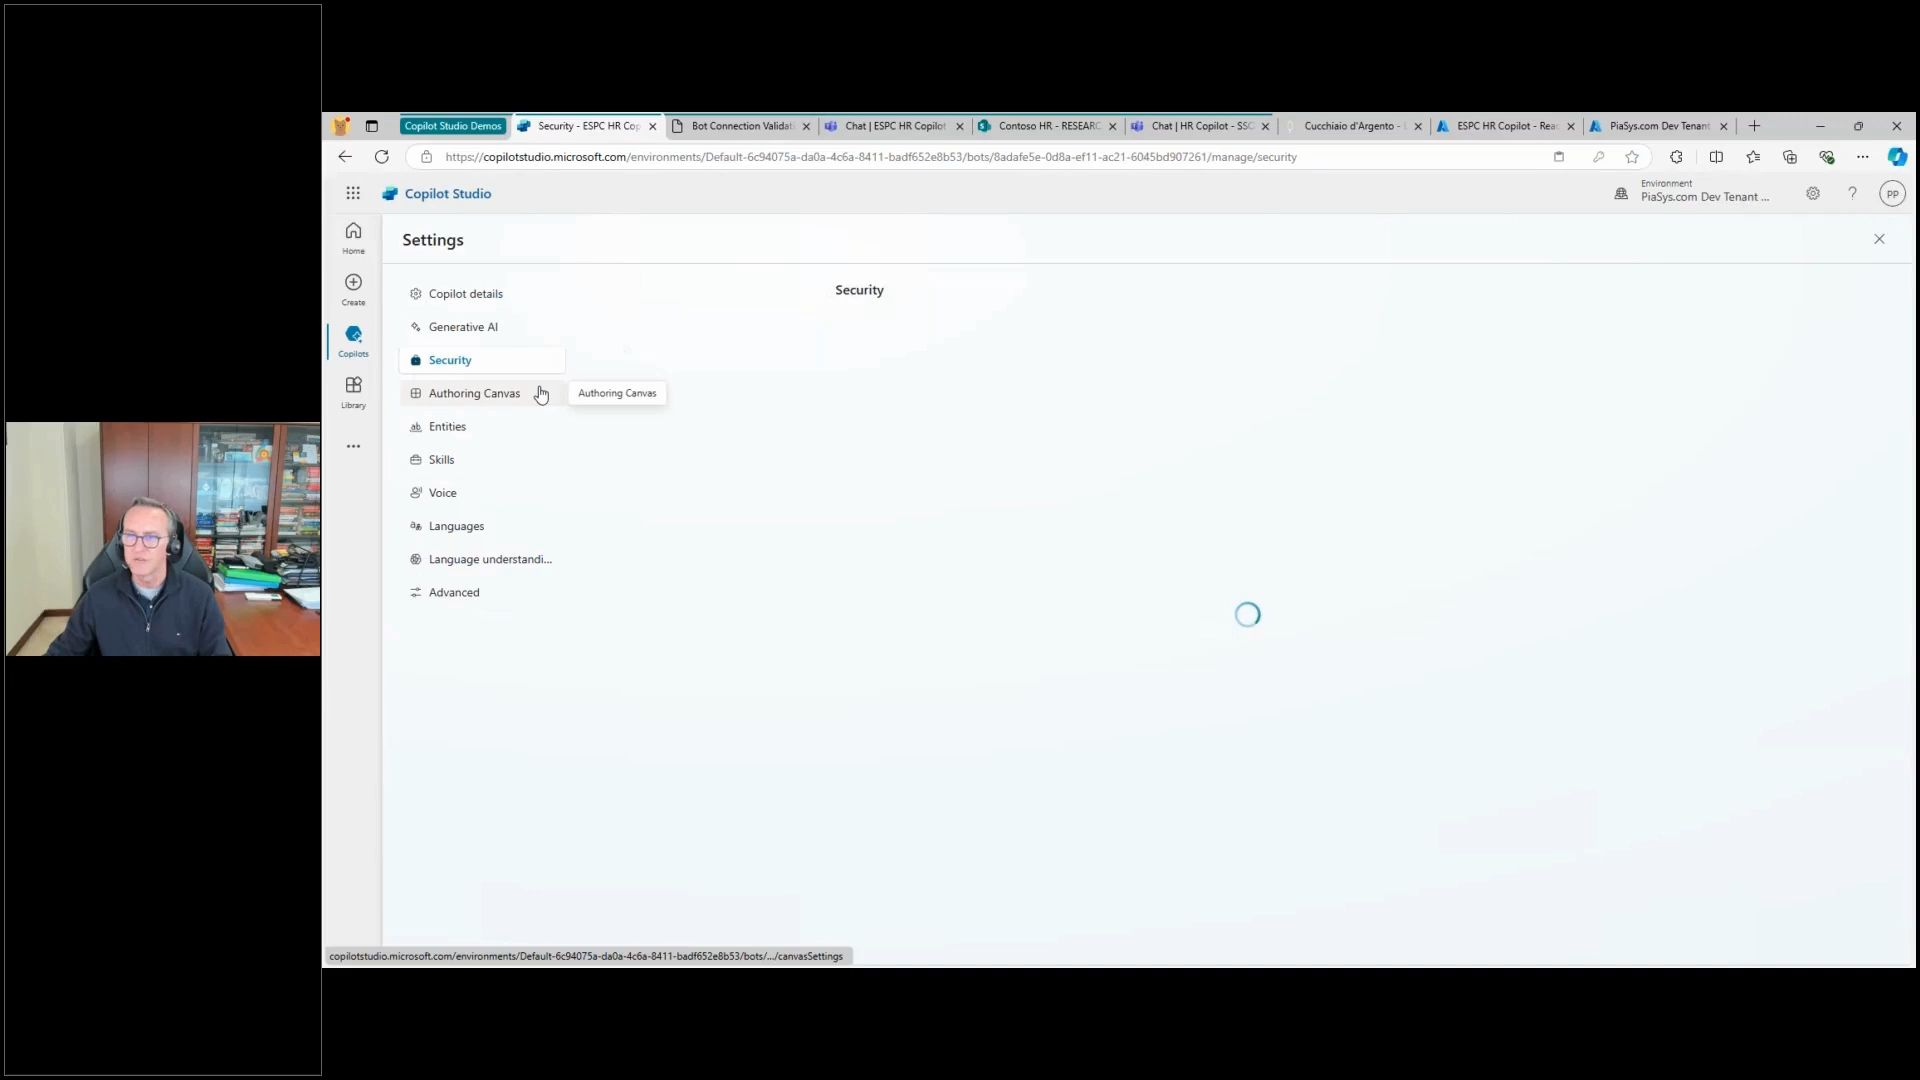 Copilot Studio Demos
Security - ESPC HR Cop
Bot Connection Validati
Chat | ESPC HR Copilot
Contoso HR - RESEARC
Chat | HR Copilot - SSC
Cucchiaio d'Argento - E
ESPC HR Copilot - Rea
PiaSys.com Dev Tenant
https://copilotstudio.microsoft.com/environments/Default-6c94075a-da0a-4c6a-8411-badf652e8b53/bots/8adafe5e-0d8a-ef11-ac21-6045bd907261/manage/security
Copilot Studio
Environment
PiaSys.com Dev Tenant ...
PP
Home
Create
Copilots
Library
Settings
Copilot details
Generative AI
Security
Authoring Canvas
Authoring Canvas
Entities
Skills
Voice
Languages
Language understandi...
Advanced
Security
copilotstudio.microsoft.com/environments/Default-6c94075a-da0a-4c6a-8411-badf652e8b53/bots/.../canvasSettings